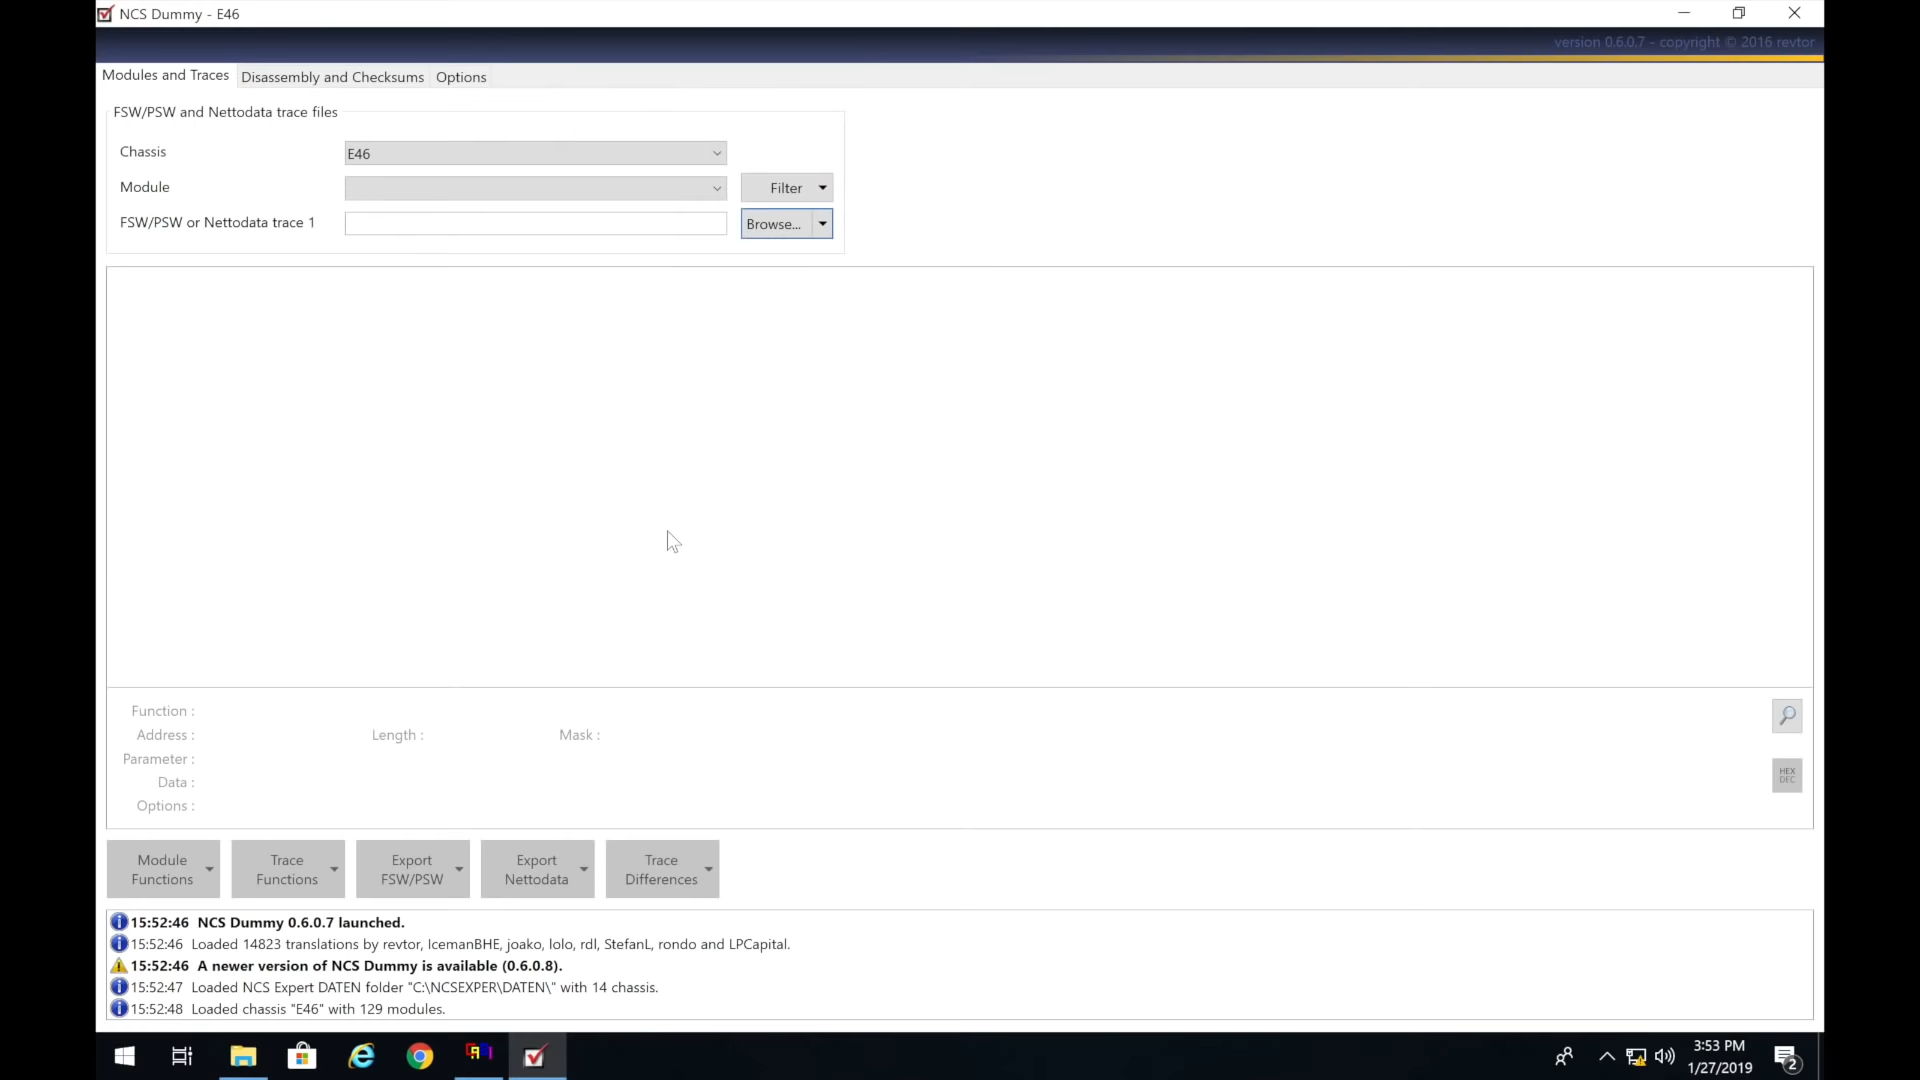 NCS Dummy - E46
version 0.6.0.7 - copyright © 2016 revtor
Modules and Traces Disassembly and Checksums Options
FSW/PSW and Nettodata trace files
Chassis E46
Module Filter
FSW/PSW or Nettodata trace 1 Browse...
Function :
Address : Length : Mask :
Parameter :
Data :
Options :
HEX
DEC
Module Functions
Trace Functions
Export FSW/PSW
Export Nettodata
Trace Differences
15:52:46 NCS Dummy 0.6.0.7 launched.
15:52:46 Loaded 14823 translations by revtor, IcemanBHE, joako, lolo, rdl, StefanL, rondo and LPCapital.
15:52:46 A newer version of NCS Dummy is available (0.6.0.8).
15:52:47 Loaded NCS Expert DATEN folder "C:\NCSEXPER\DATEN\" with 14 chassis.
15:52:48 Loaded chassis "E46" with 129 modules.
3:53 PM
1/27/2019
2